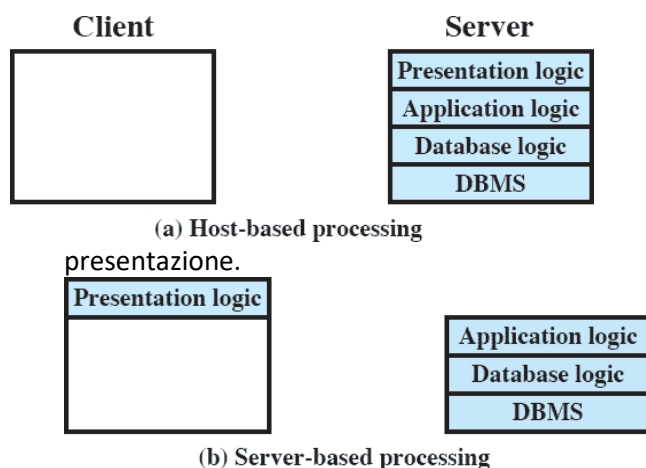 Client
Server
Presentation logic
Application logic
Database logic
DBMS
(a) Host-based processing
presentazione.
Presentation logic
Application logic
Database logic
DBMS
(b) Server-based processing